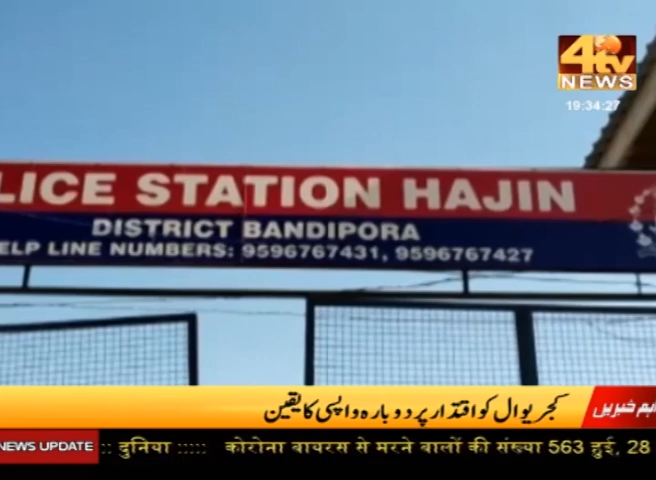 4tv
NEWS
19:34:27
LICE STATION HAJIN
DISTRICT BANDIPORA
ELP LINE NUMBERS: 9596767431, 9596767427
کجریوال کو اقتدار پر دوبارہ واپسی کا یقین
اہم خبریں
NEWS UPDATE :: दुनिया ::::: कोरोना बायरस से मरने बालों की संख्या 563 हुई, 28